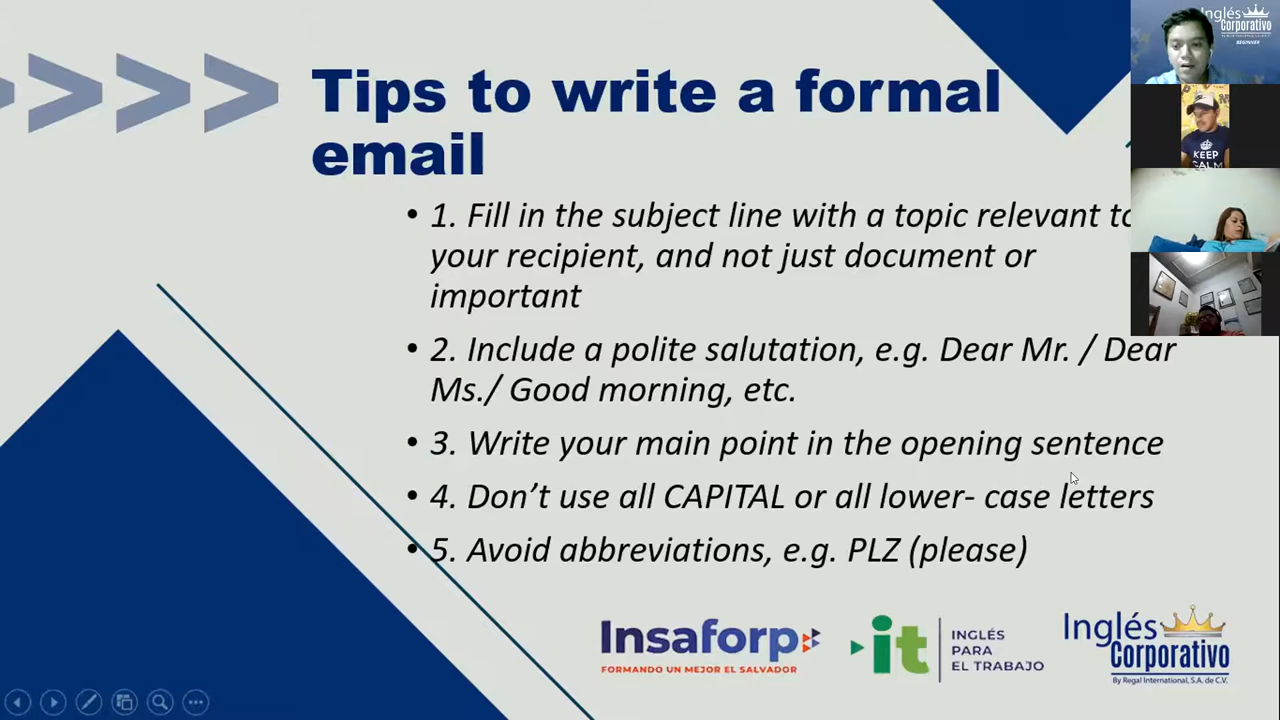 Tips to write a formal
email
• 1. Fill in the subject line with a topic relevant to
your recipient, and not just document or
important
• 2. Include a polite salutation, e.g. Dear Mr. / Dear
Ms./ Good morning, etc.
• 3. Write your main point in the opening sentence
• 4. Don’t use all CAPITAL or all lower- case letters
• 5. Avoid abbreviations, e.g. PLZ (please)
Insaforp
FORMANDO UN MEJOR EL SALVADOR
it
INGLÉS
PARA
EL TRABAJO
Inglés
Corporativo
By Regal International, S.A. de C.V.
Inglés
Corporativo
BEGINNER
KEEP
CALM